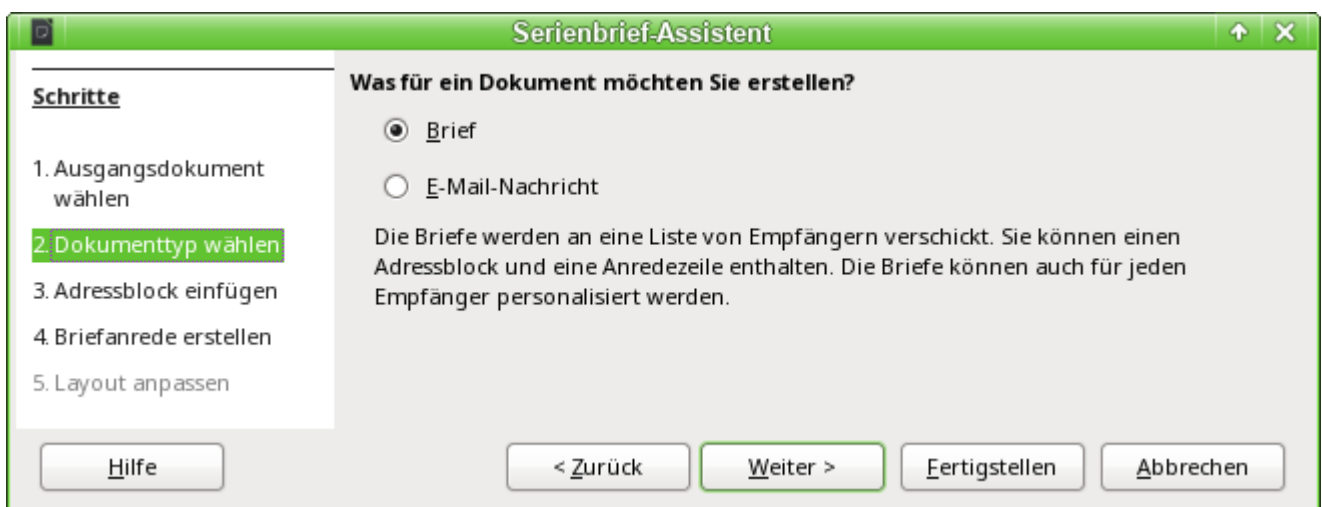 Serienbrief-Assistent
Schritte
1. Ausgangsdokument
wählen
2. Dokumenttyp wählen
3. Adressblock einfügen
4. Briefanrede erstellen
5. Layout anpassen
Was für ein Dokument möchten Sie erstellen?
Brief
E-Mail-Nachricht
Die Briefe werden an eine Liste von Empfängern verschickt. Sie können einen
Adressblock und eine Anredezeile enthalten. Die Briefe können auch für jeden
Empfänger personalisiert werden.
Hilfe
< Zurück
Weiter >
Fertigstellen
Abbrechen